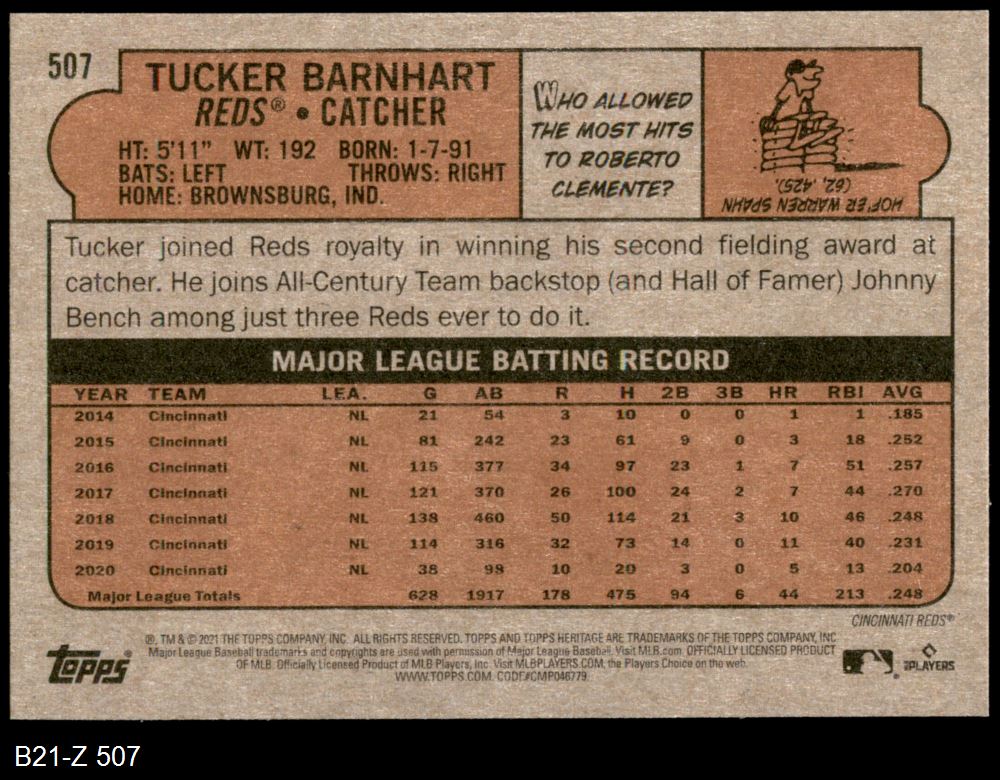 507
TUCKER BARNHART
REDS® • CATCHER
HT: 5'11" WT: 192 BORN: 1-7-91
BATS: LEFT THROWS: RIGHT
HOME: BROWNSBURG, IND.
WHO ALLOWED
THE MOST HITS
TO ROBERTO
CLEMENTE?
HOF'ER WARREN SPAHN
(62, .425).
Tucker joined Reds royalty in winning his second fielding award at
catcher. He joins All-Century Team backstop (and Hall of Famer) Johnny
Bench among just three Reds ever to do it.
MAJOR LEAGUE BATTING RECORD
YEAR TEAM LEA. G AB R H 2B 3B HR RBI AVG
2014 Cincinnati NL 21 54 3 10 0 0 1 1 .185
2015 Cincinnati NL 81 242 23 61 9 0 3 18 .252
2016 Cincinnati NL 115 377 34 97 23 1 7 51 .257
2017 Cincinnati NL 121 370 26 100 24 2 7 44 .270
2018 Cincinnati NL 138 460 50 114 21 3 10 46 .248
2019 Cincinnati NL 114 316 32 73 14 0 11 40 .231
2020 Cincinnati NL 38 98 10 20 3 0 5 13 .204
Major League Totals 628 1917 178 475 94 6 44 213 .248
CINCINNATI REDS®
®, TM & © 2021 THE TOPPS COMPANY, INC. ALL RIGHTS RESERVED. TOPPS AND TOPPS HERITAGE ARE TRADEMARKS OF THE TOPPS COMPANY, INC
Major League Baseball trademarks and copyrights are used with permission of Major League Baseball. Visit MLB.com. OFFICIALLY LICENSED PRODUCT
OF MLB. Officially Licensed Product of MLB Players, Inc. Visit MLBPLAYERS.COM, the Players Choice on the web.
WWW.TOPPS.COM. CODE#CMP046779.
TOPPS
MLB PLAYERS
B21-Z 507